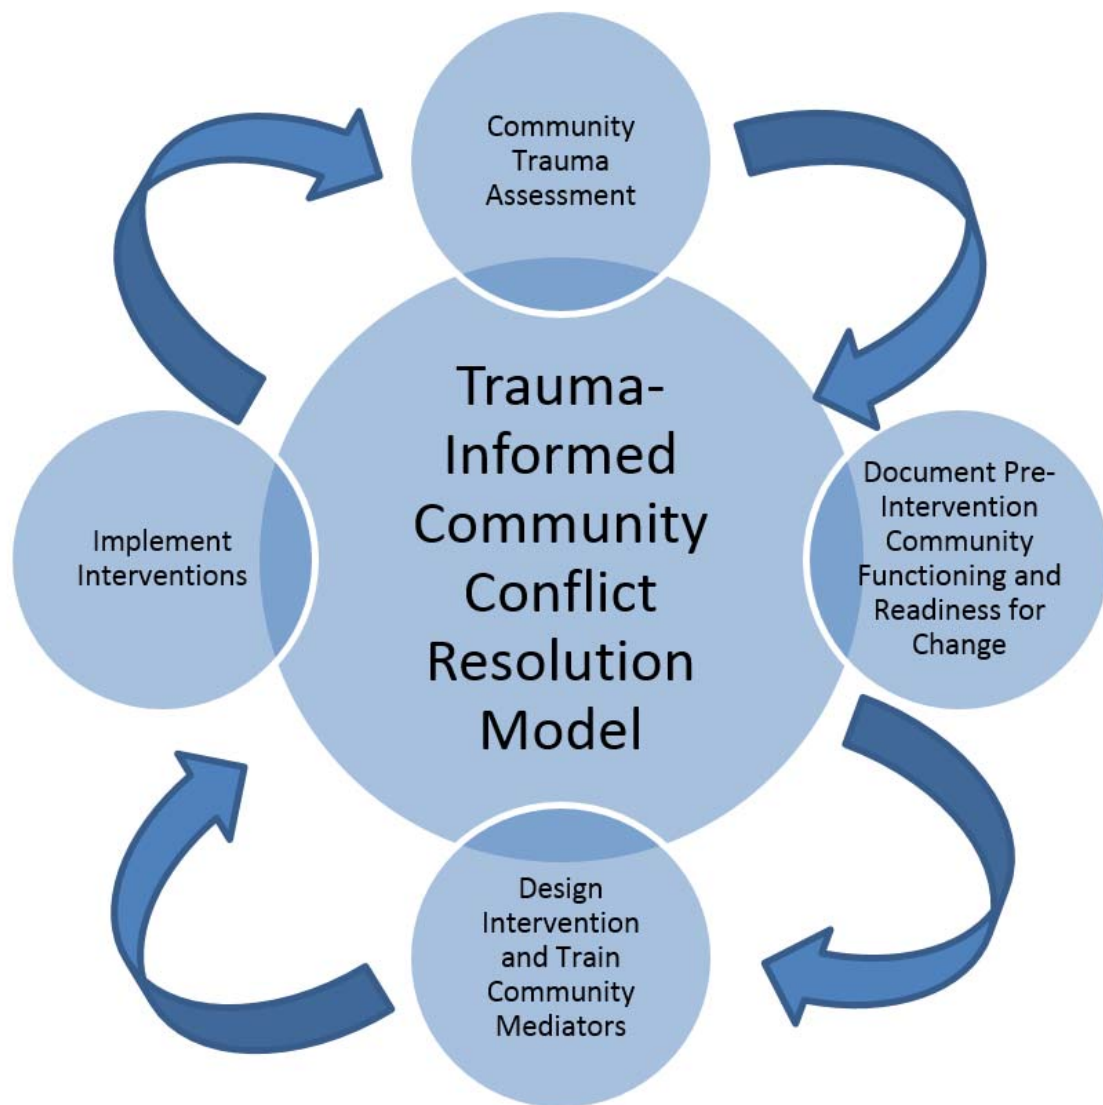 Community
Trauma
Assessment
Trauma-
Informed
Community
Conflict
Resolution
Model
Document Pre-
Intervention
Community
Functioning and
Readiness for
Change
Design
Intervention
and Train
Community
Mediators
Implement
Interventions